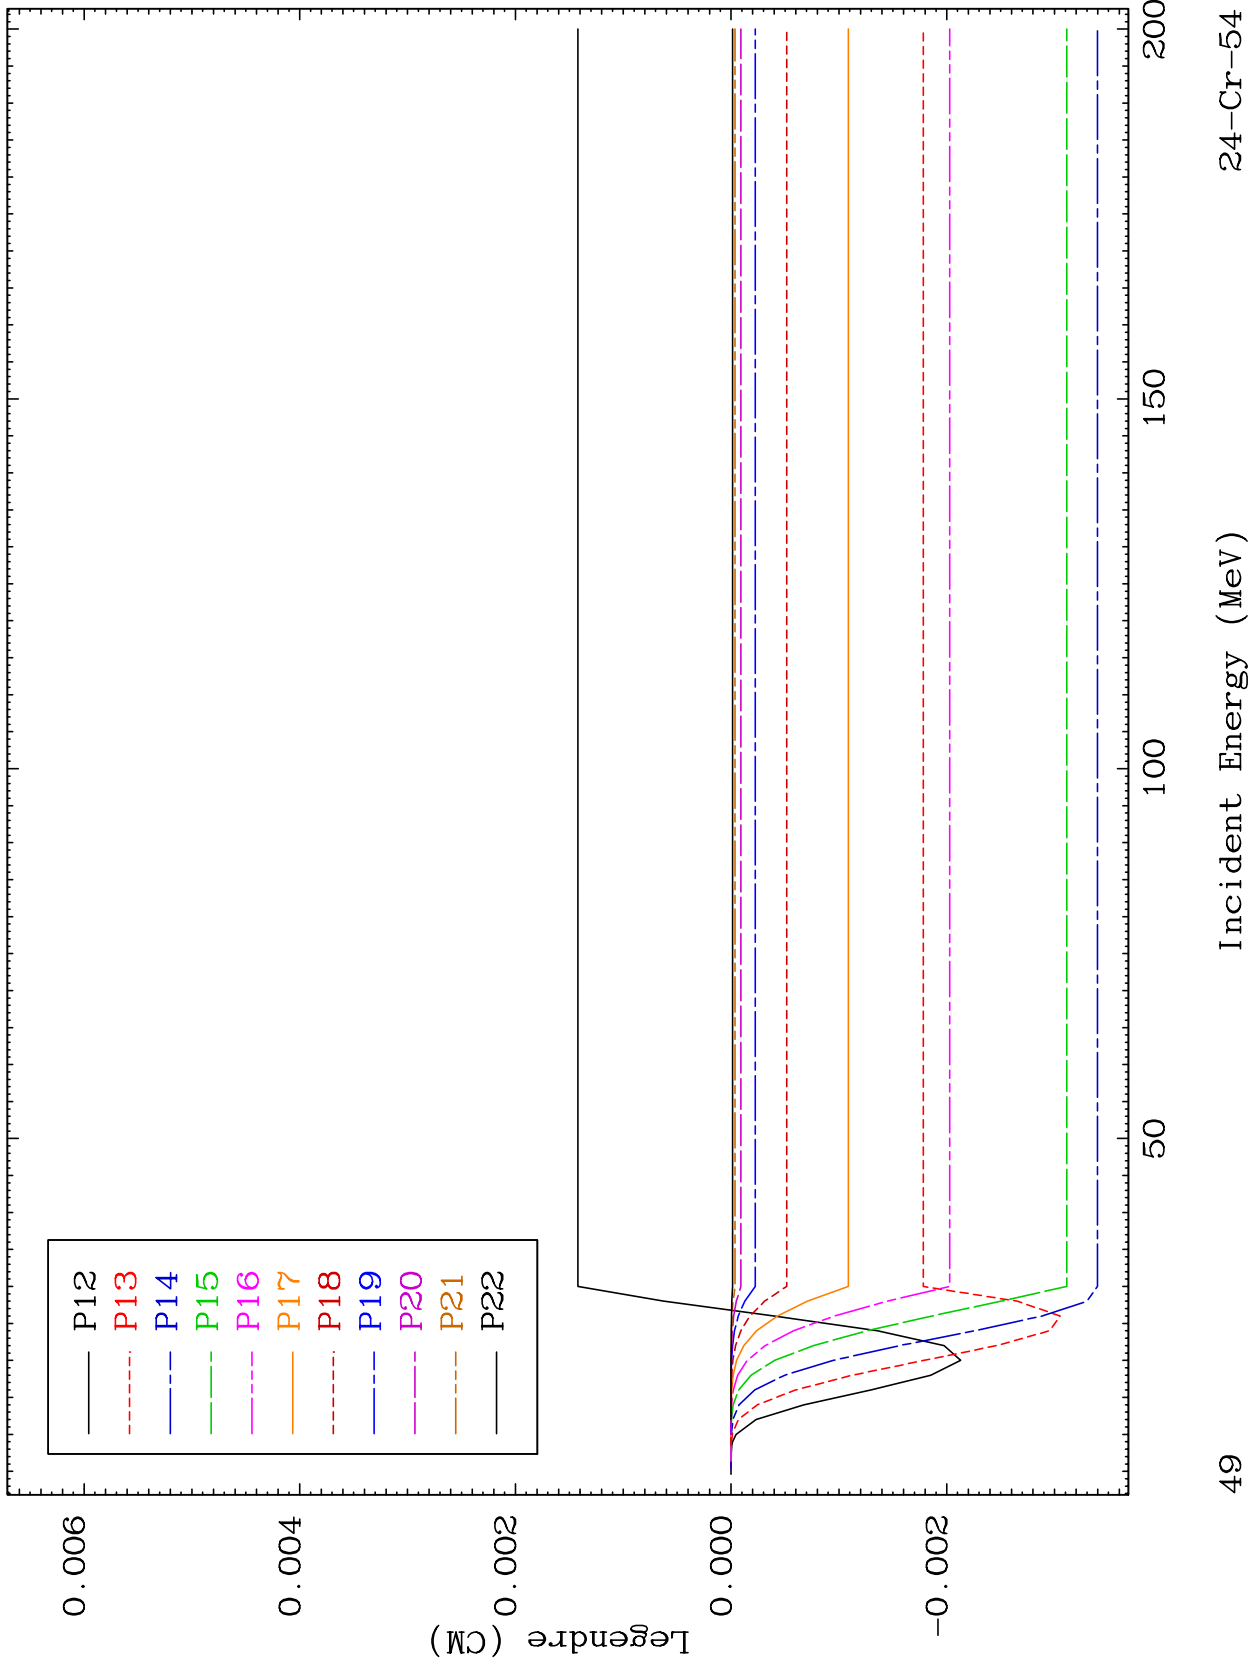 P12
P13
P14
P15
P16
P17
P18
P19
P20
P21
P22
0.006
0.004
0.002
0.000
-0.002
Legendre (CM)
50
100
150
200
Incident Energy (MeV)
49
24-Cr-54